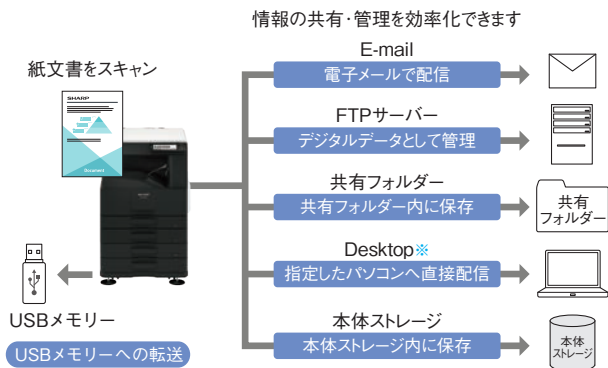 情報の共有・管理を効率化できます
紙文書をスキャン
SHARP
Document
E-mail
電子メールで配信
FTPサーバー
デジタルデータとして管理
共有フォルダー
共有フォルダー内に保存
共有
フォルダー
Desktop※
指定したパソコンへ直接配信
本体ストレージ
本体ストレージ内に保存
本体
ストレージ
USBメモリー
USBメモリーへの転送